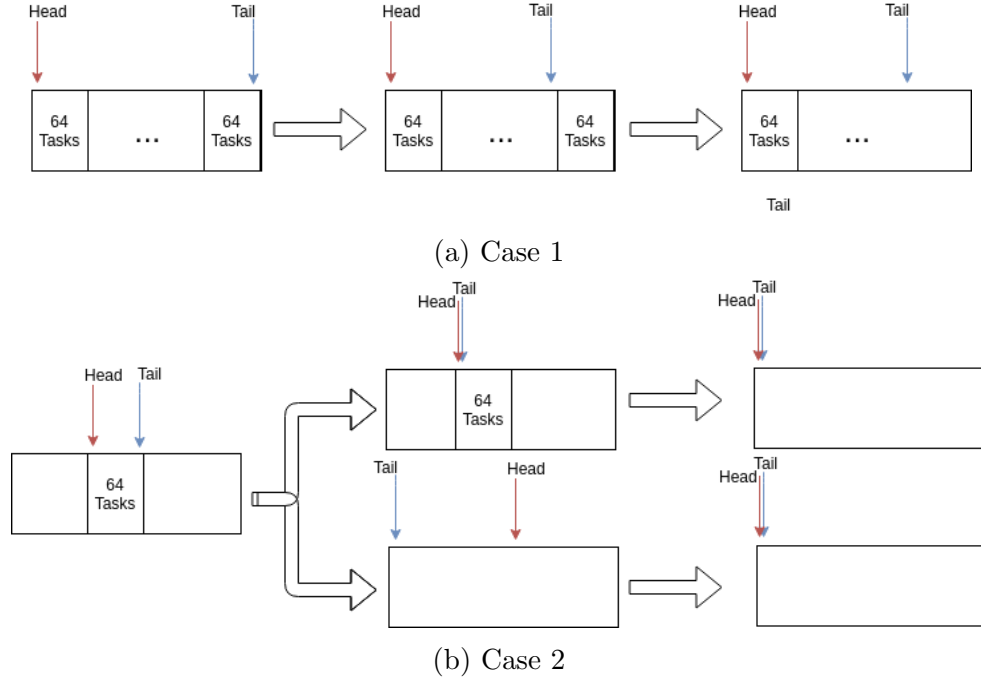 Head Tail Head Tail Head Tail
64 Tasks ... 64 Tasks 64 Tasks ... 64 Tasks 64 Tasks ...
Tail
(a) Case 1
Tail Tail
Head Head
Head Tail
64 Tasks
64 Tasks
Tail
Tail Head Head
(b) Case 2